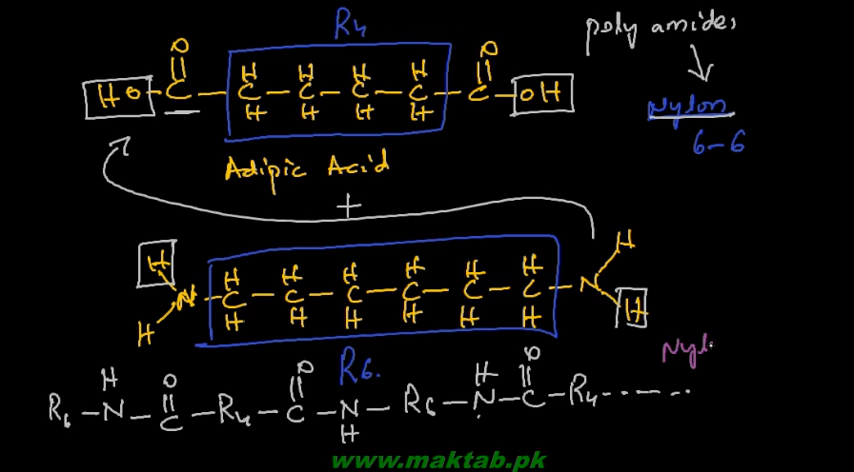 R4 poly amides
O O
|| ||
H H H H
HO – C – C – C – C – C – C – OH
H H H H
Nylon
6-6
Adipic Acid
+
H H
H H H H H H
N – C – C – C – C – C – C – N
H H H H H H
H H
R6.
Nyl
H O O H O
|| || ||
R6 – N – C – R4 – C – N – R6 – N – C – R4 ------
H
www.maktab.pk